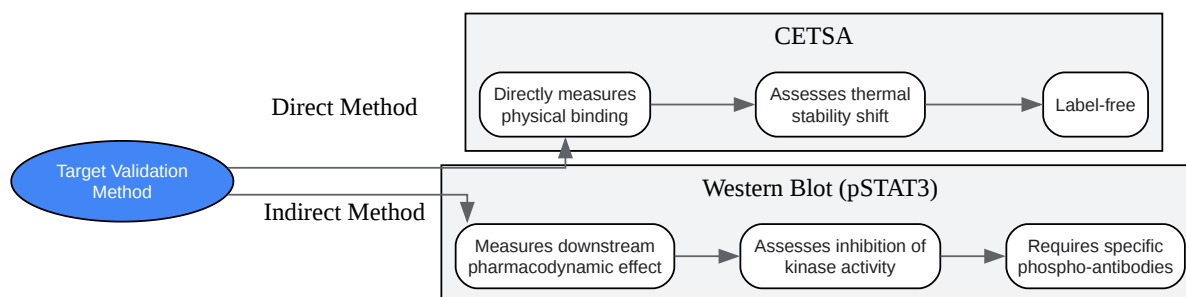 CETSA
Directly measures
physical binding
Assesses thermal
stability shift
Label-free
Direct Method
Target Validation
Method
Indirect Method
Western Blot (pSTAT3)
Measures downstream
pharmacodynamic effect
Assesses inhibition of
kinase activity
Requires specific
phospho-antibodies